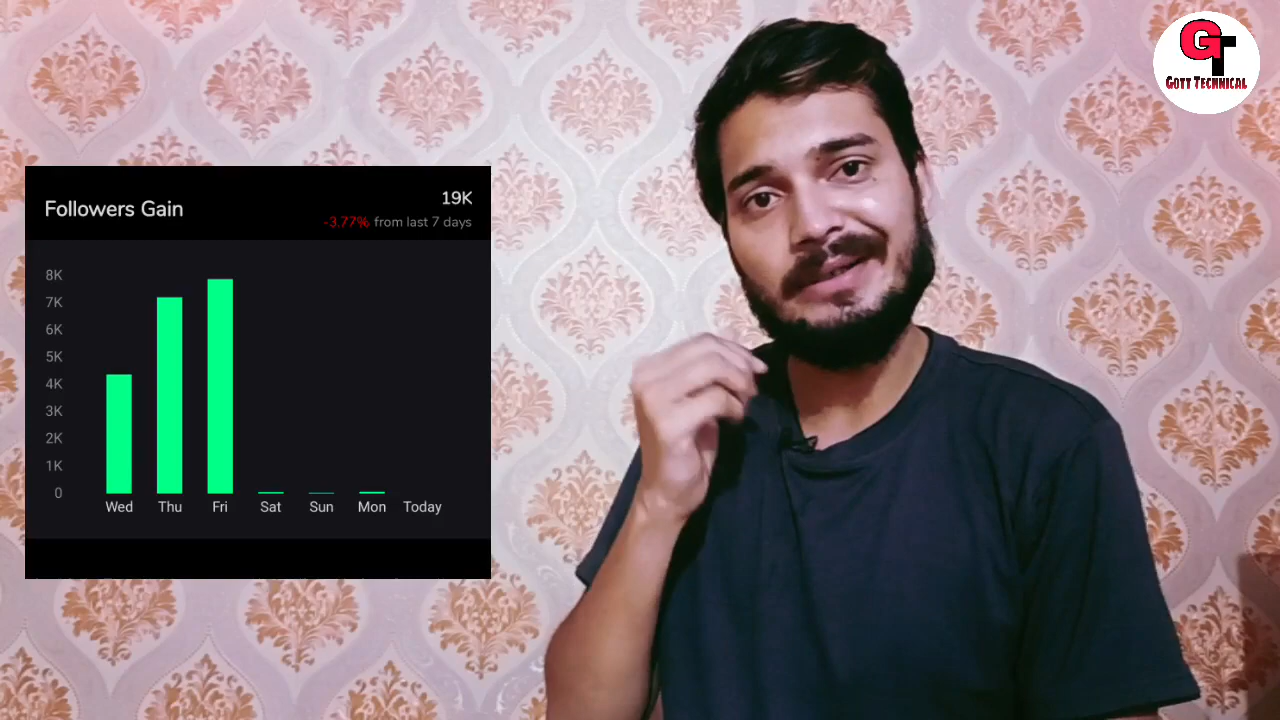 GT
GOTT TECHNICAL
Followers Gain
19K
-3.77% from last 7 days
8K
7K
6K
5K
4K
3K
2K
1K
0
Wed Thu Fri Sat Sun Mon Today